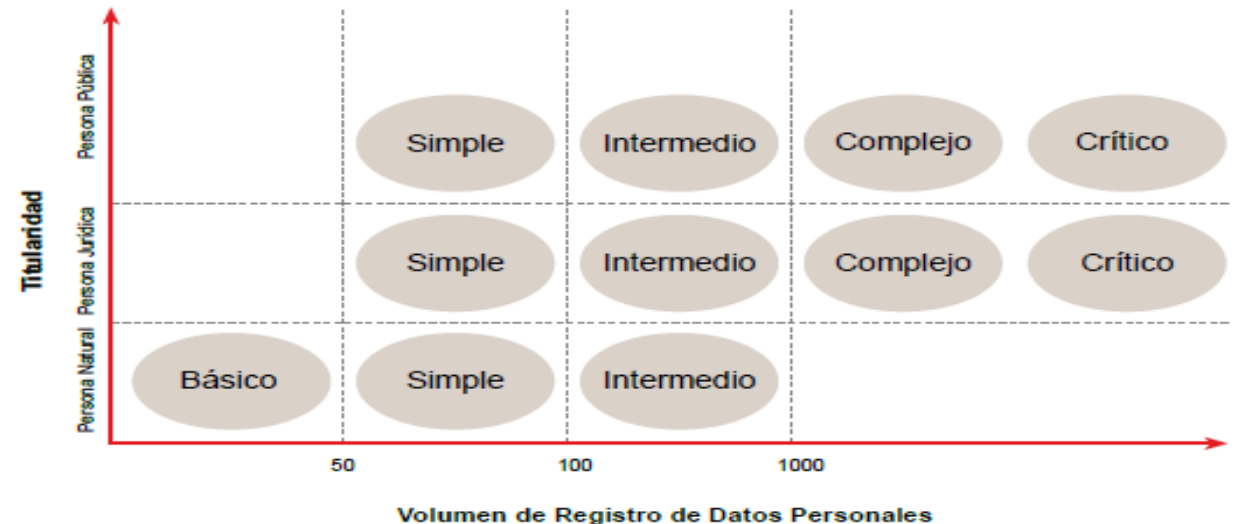 Titularidad
Persona Pública
Simple
Intermedio
Complejo
Crítico
Persona Jurídica
Simple
Intermedio
Complejo
Crítico
Persona Natural
Básico
Simple
Intermedio
50
100
1000
Volumen de Registro de Datos Personales